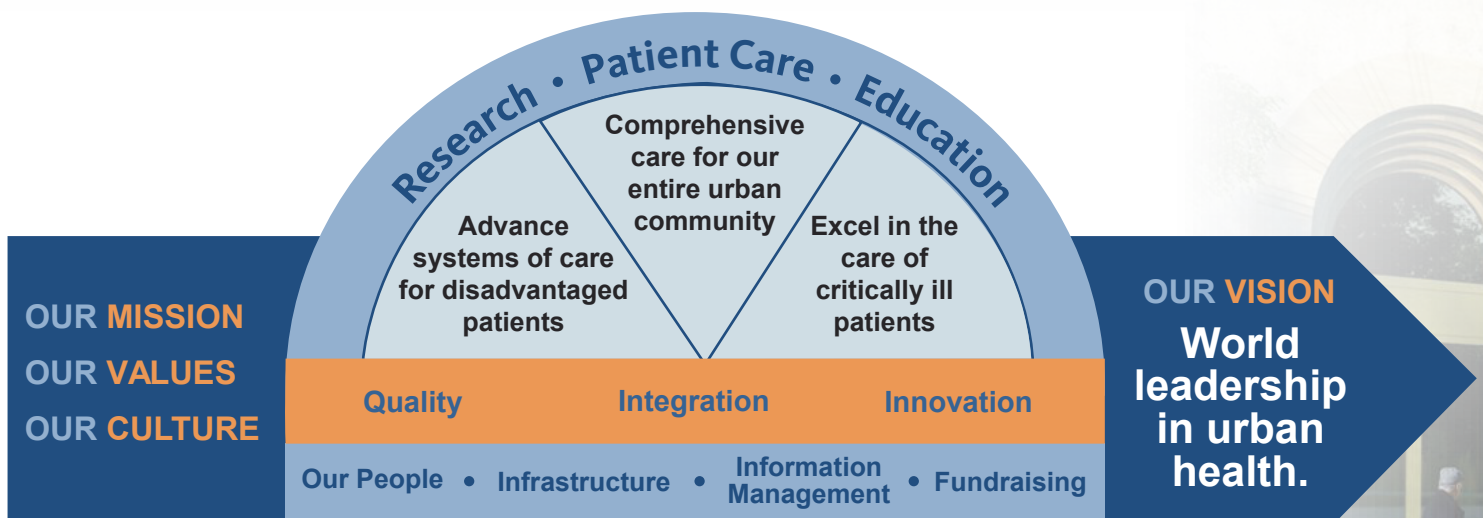 Research • Patient Care • Education
Comprehensive
care for our
entire urban
community
Advance
systems of care
for disadvantaged
patients
Excel in the
care of
critically ill
patients
OUR MISSION
OUR VALUES
OUR CULTURE
Quality Integration Innovation
Our People • Infrastructure • Information
Management • Fundraising
OUR VISION
World
leadership
in urban
health.